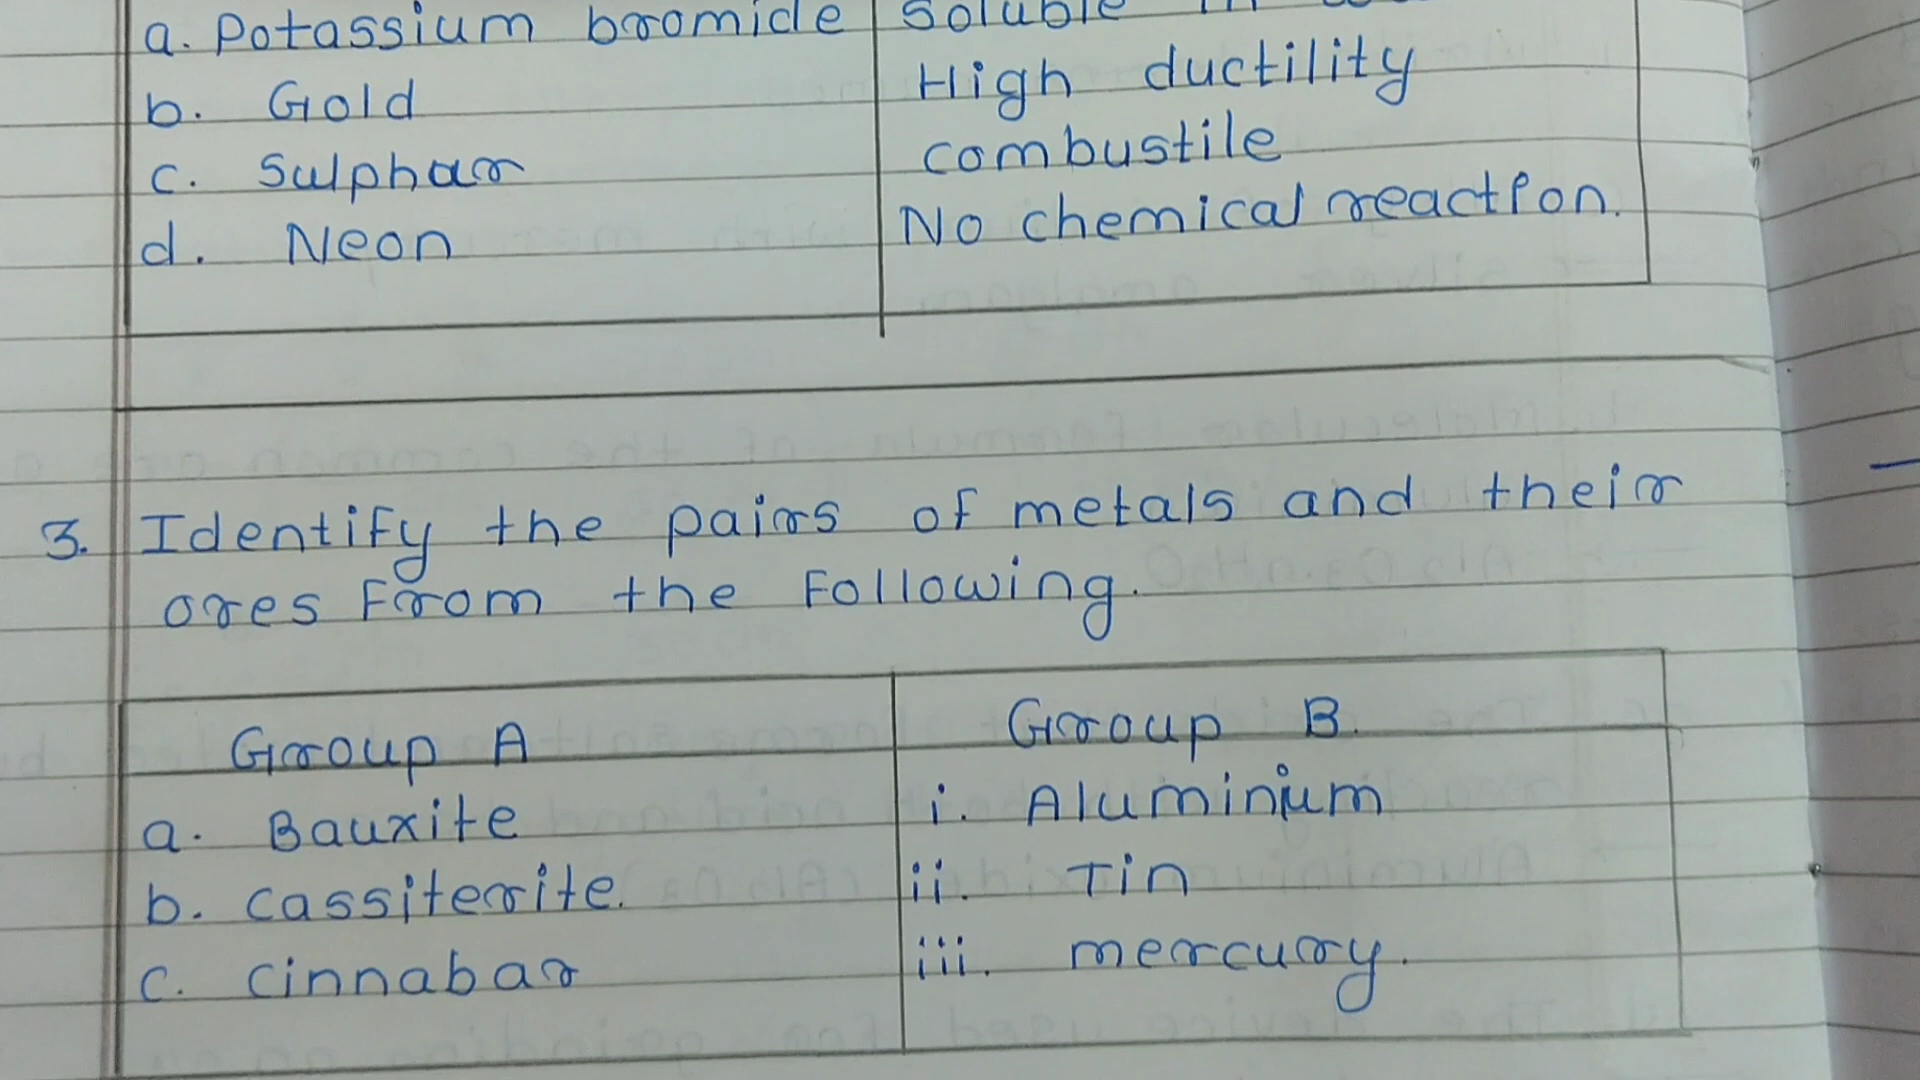 a. Potassium bromide soluble
b. Gold High ductility
c. Sulphar combustile
d. Neon No chemical reaction.
3. Identify the pairs of metals and their
ores From the Following.
Group A Group B.
a. Bauxite i. Aluminium
b. cassiterite. ii. Tin
c. cinnabar iii. mercury.